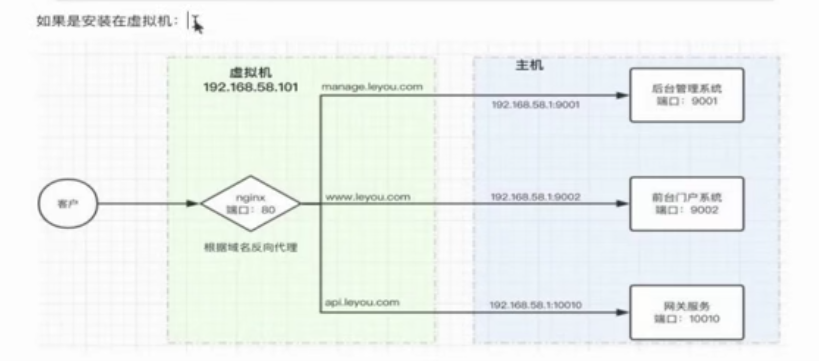 如果是安装在虚拟机：
虚拟机
192.168.58.101
主机
manage.leyou.com
192.168.58.1:9001
后台管理系统
端口：9001
客户
nginx
端口：80
www.leyou.com
192.168.58.1:9002
前台门户系统
端口：9002
根据域名反向代理
api.leyou.com
192.168.58.1:10010
网关服务
端口：10010